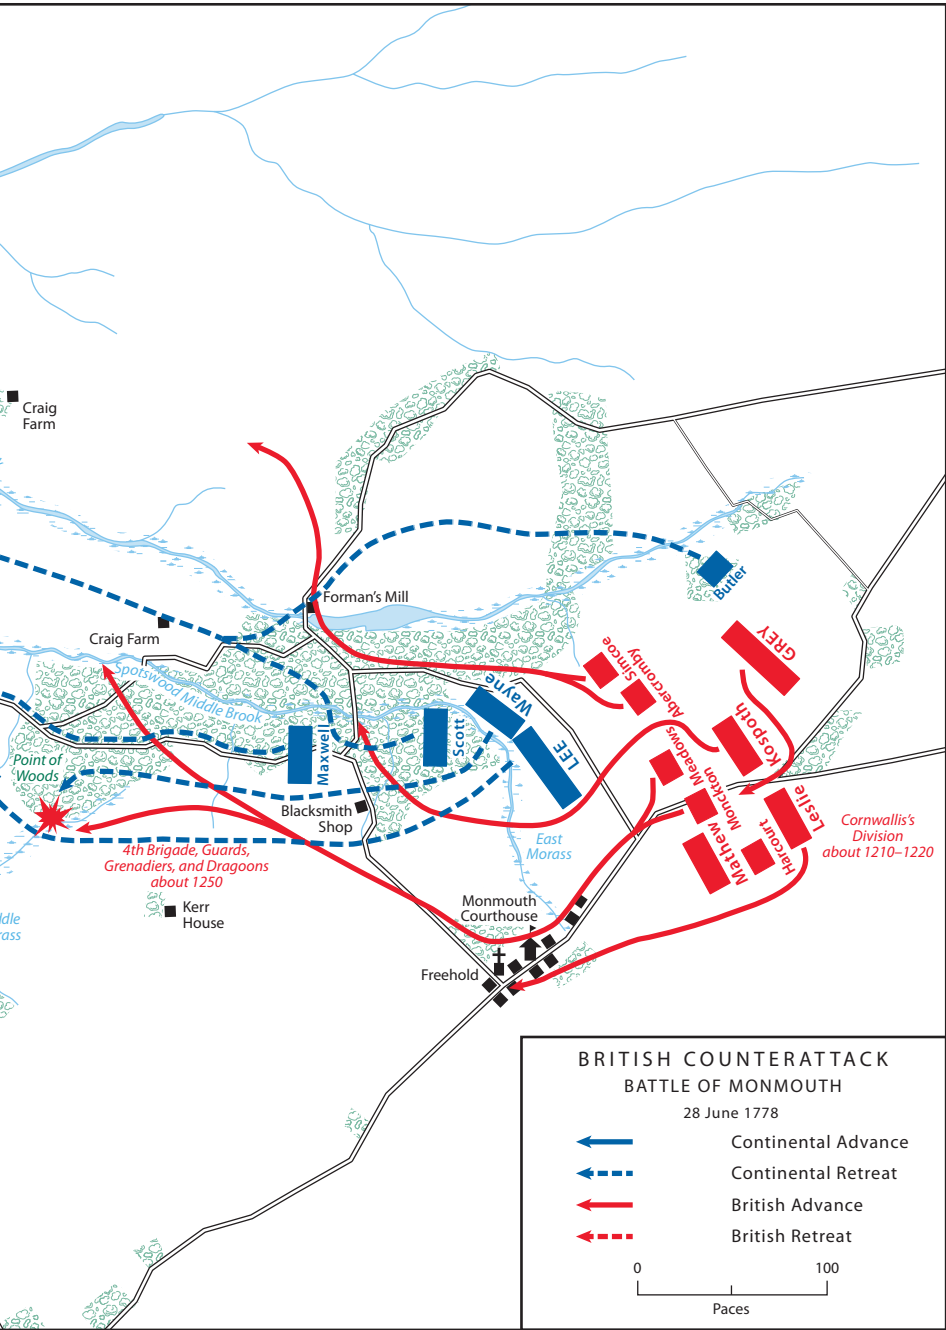 Craig
Farm
Forman's Mill
Butler
Craig Farm
Simcoe
Abercromby
GREY
Spotswood Middle Brook
Wayne
Maxwell
Scott
LEE
Meadows
Kospoth
Point of
Woods
Monckton
Blacksmith
Shop
Mathew
Harcourt
Leslie
Cornwallis's
Division
about 1210–1220
East
Morass
4th Brigade, Guards,
Grenadiers, and Dragoons
about 1250
Kerr
House
Monmouth
Courthouse
ddle
rass
Freehold
BRITISH COUNTERATTACK
BATTLE OF MONMOUTH
28 June 1778
Continental Advance
Continental Retreat
British Advance
British Retreat
0 100
Paces